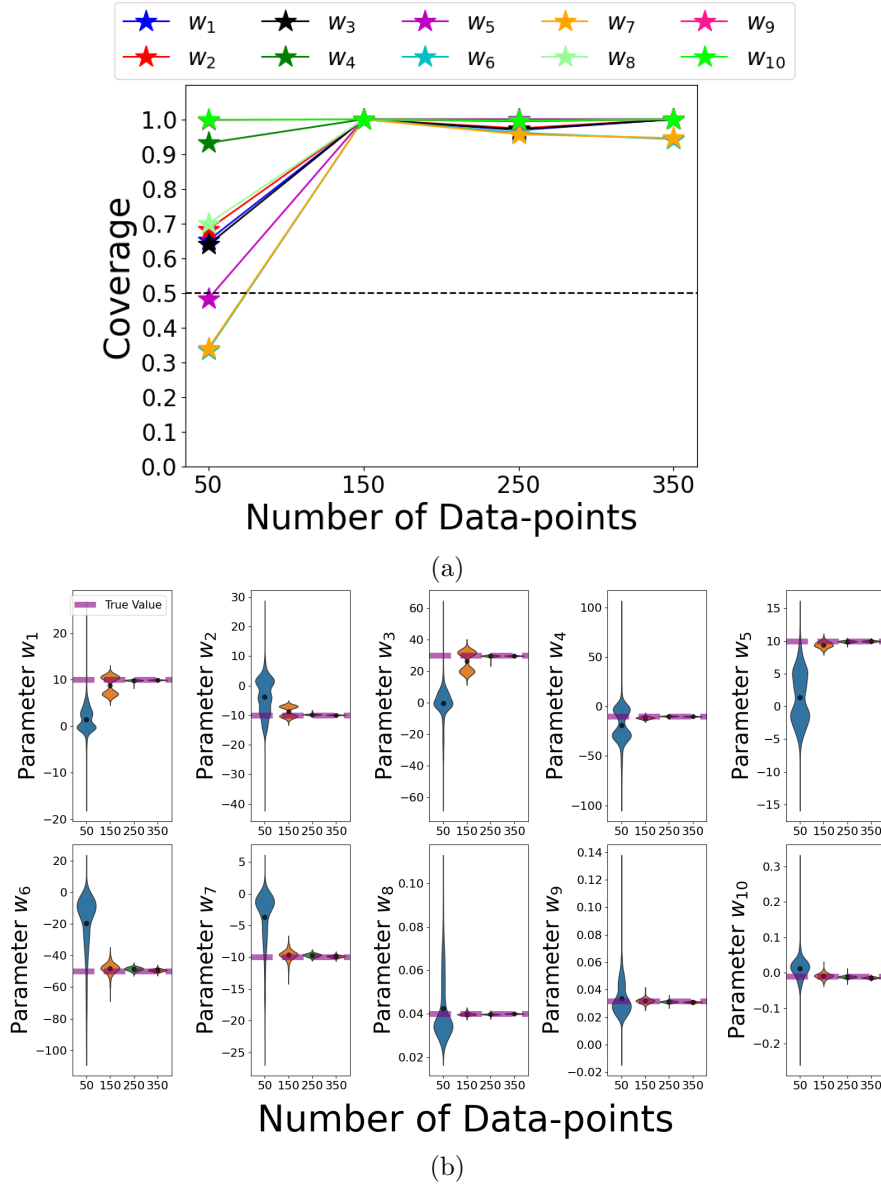 w1 w3 w5 w7 w9
w2 w4 w6 w8 w10
Coverage
1.0
0.9
0.8
0.7
0.6
0.5
0.4
0.3
0.2
0.1
0.0
50 150 250 350
Number of Data-points
(a)
True Value
Parameter w1
20
10
0
−10
−20
50 150 250 350
Parameter w2
30
20
10
0
−10
−20
−30
−40
50 150 250 350
Parameter w3
60
40
20
0
−20
−40
−60
50 150 250 350
Parameter w4
100
50
0
−50
−100
50 150 250 350
Parameter w5
15
10
5
0
−5
−10
−15
50 150 250 350
Parameter w6
20
0
−20
−40
−60
−80
−100
50 150 250 350
Parameter w7
5
0
−5
−10
−15
−20
−25
50 150 250 350
Parameter w8
0.10
0.08
0.06
0.04
0.02
50 150 250 350
Parameter w9
0.14
0.12
0.10
0.08
0.06
0.04
0.02
0.00
−0.02
50 150 250 350
Parameter w10
0.3
0.2
0.1
0.0
−0.1
−0.2
50 150 250 350
Number of Data-points
(b)